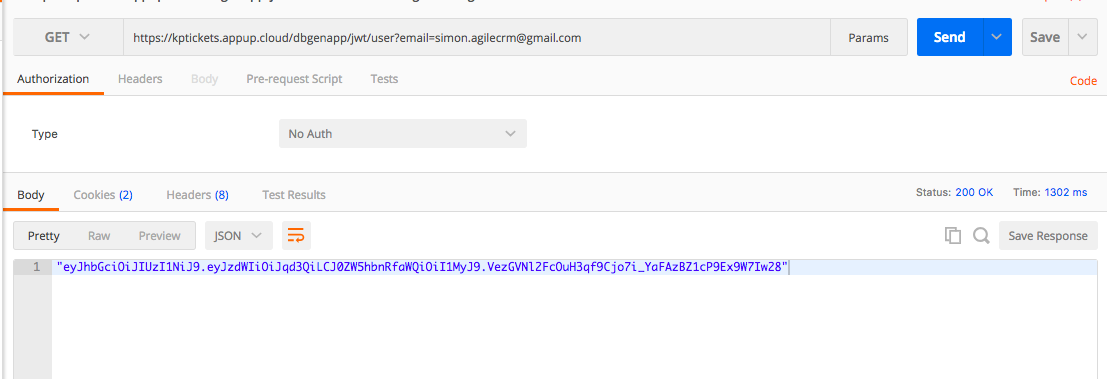 GET
https://kptickets.appup.cloud/dbgenapp/jwt/user?email=simon.agilecrm@gmail.com
Params
Send
Save
Authorization
Headers
Body
Pre-request Script
Tests
Code
Type
No Auth
Body
Cookies (2)
Headers (8)
Test Results
Status: 200 OK
Time: 1302 ms
Pretty
Raw
Preview
JSON
Save Response
1
"eyJhbGciOiJIUzI1NiJ9.eyJzdWIiOiJqd3QiLCJ0ZW5hbnRfaWQiOiI1MyJ9.VezGVNl2FcOuH3qf9Cjo7i_YaFAzBZ1cP9Ex9W7Iw28"